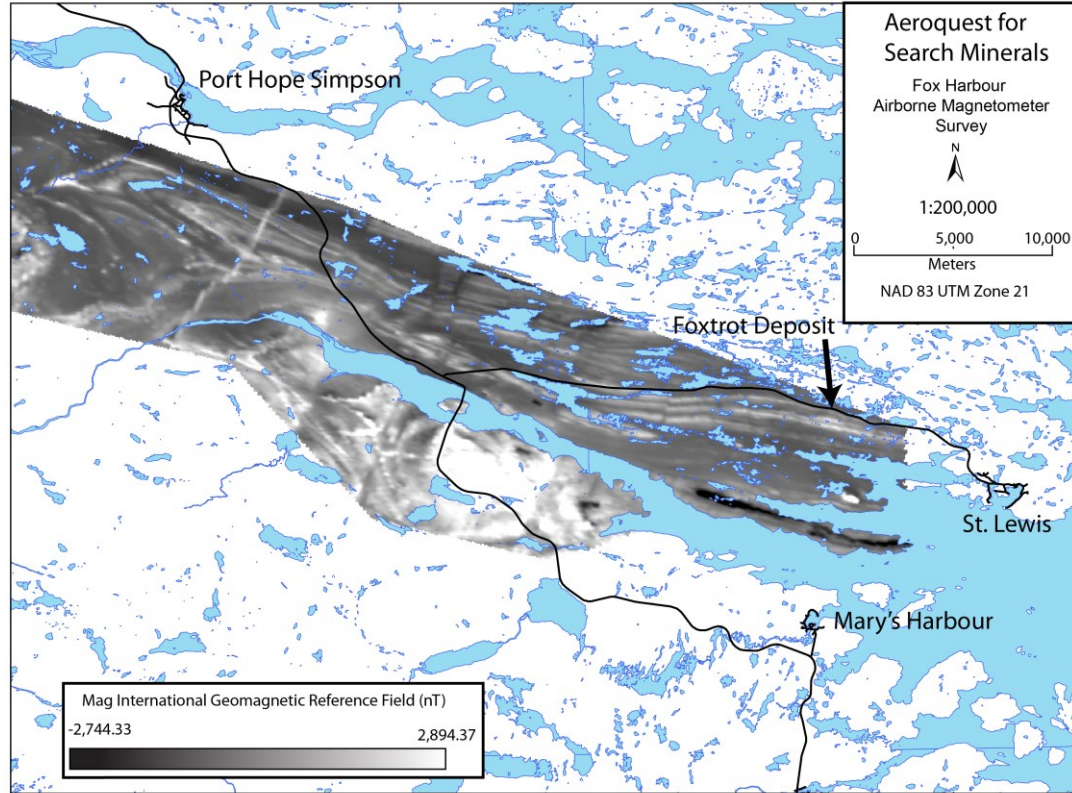 Aeroquest for
Search Minerals
Fox Harbour
Airborne Magnetometer
Survey
N
1:200,000
0 5,000 10,000
Meters
NAD 83 UTM Zone 21
Port Hope Simpson
Foxtrot Deposit
St. Lewis
Mary's Harbour
Mag International Geomagnetic Reference Field (nT)
-2,744.33 2,894.37